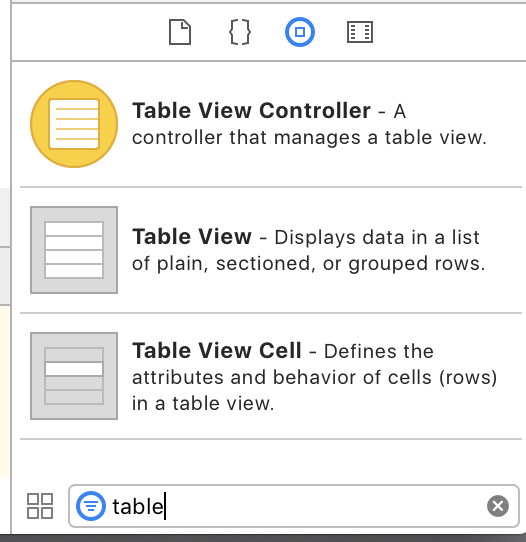 Table View Controller - A
controller that manages a table view.
Table View - Displays data in a list
of plain, sectioned, or grouped rows.
Table View Cell - Defines the
attributes and behavior of cells (rows)
in a table view.
table